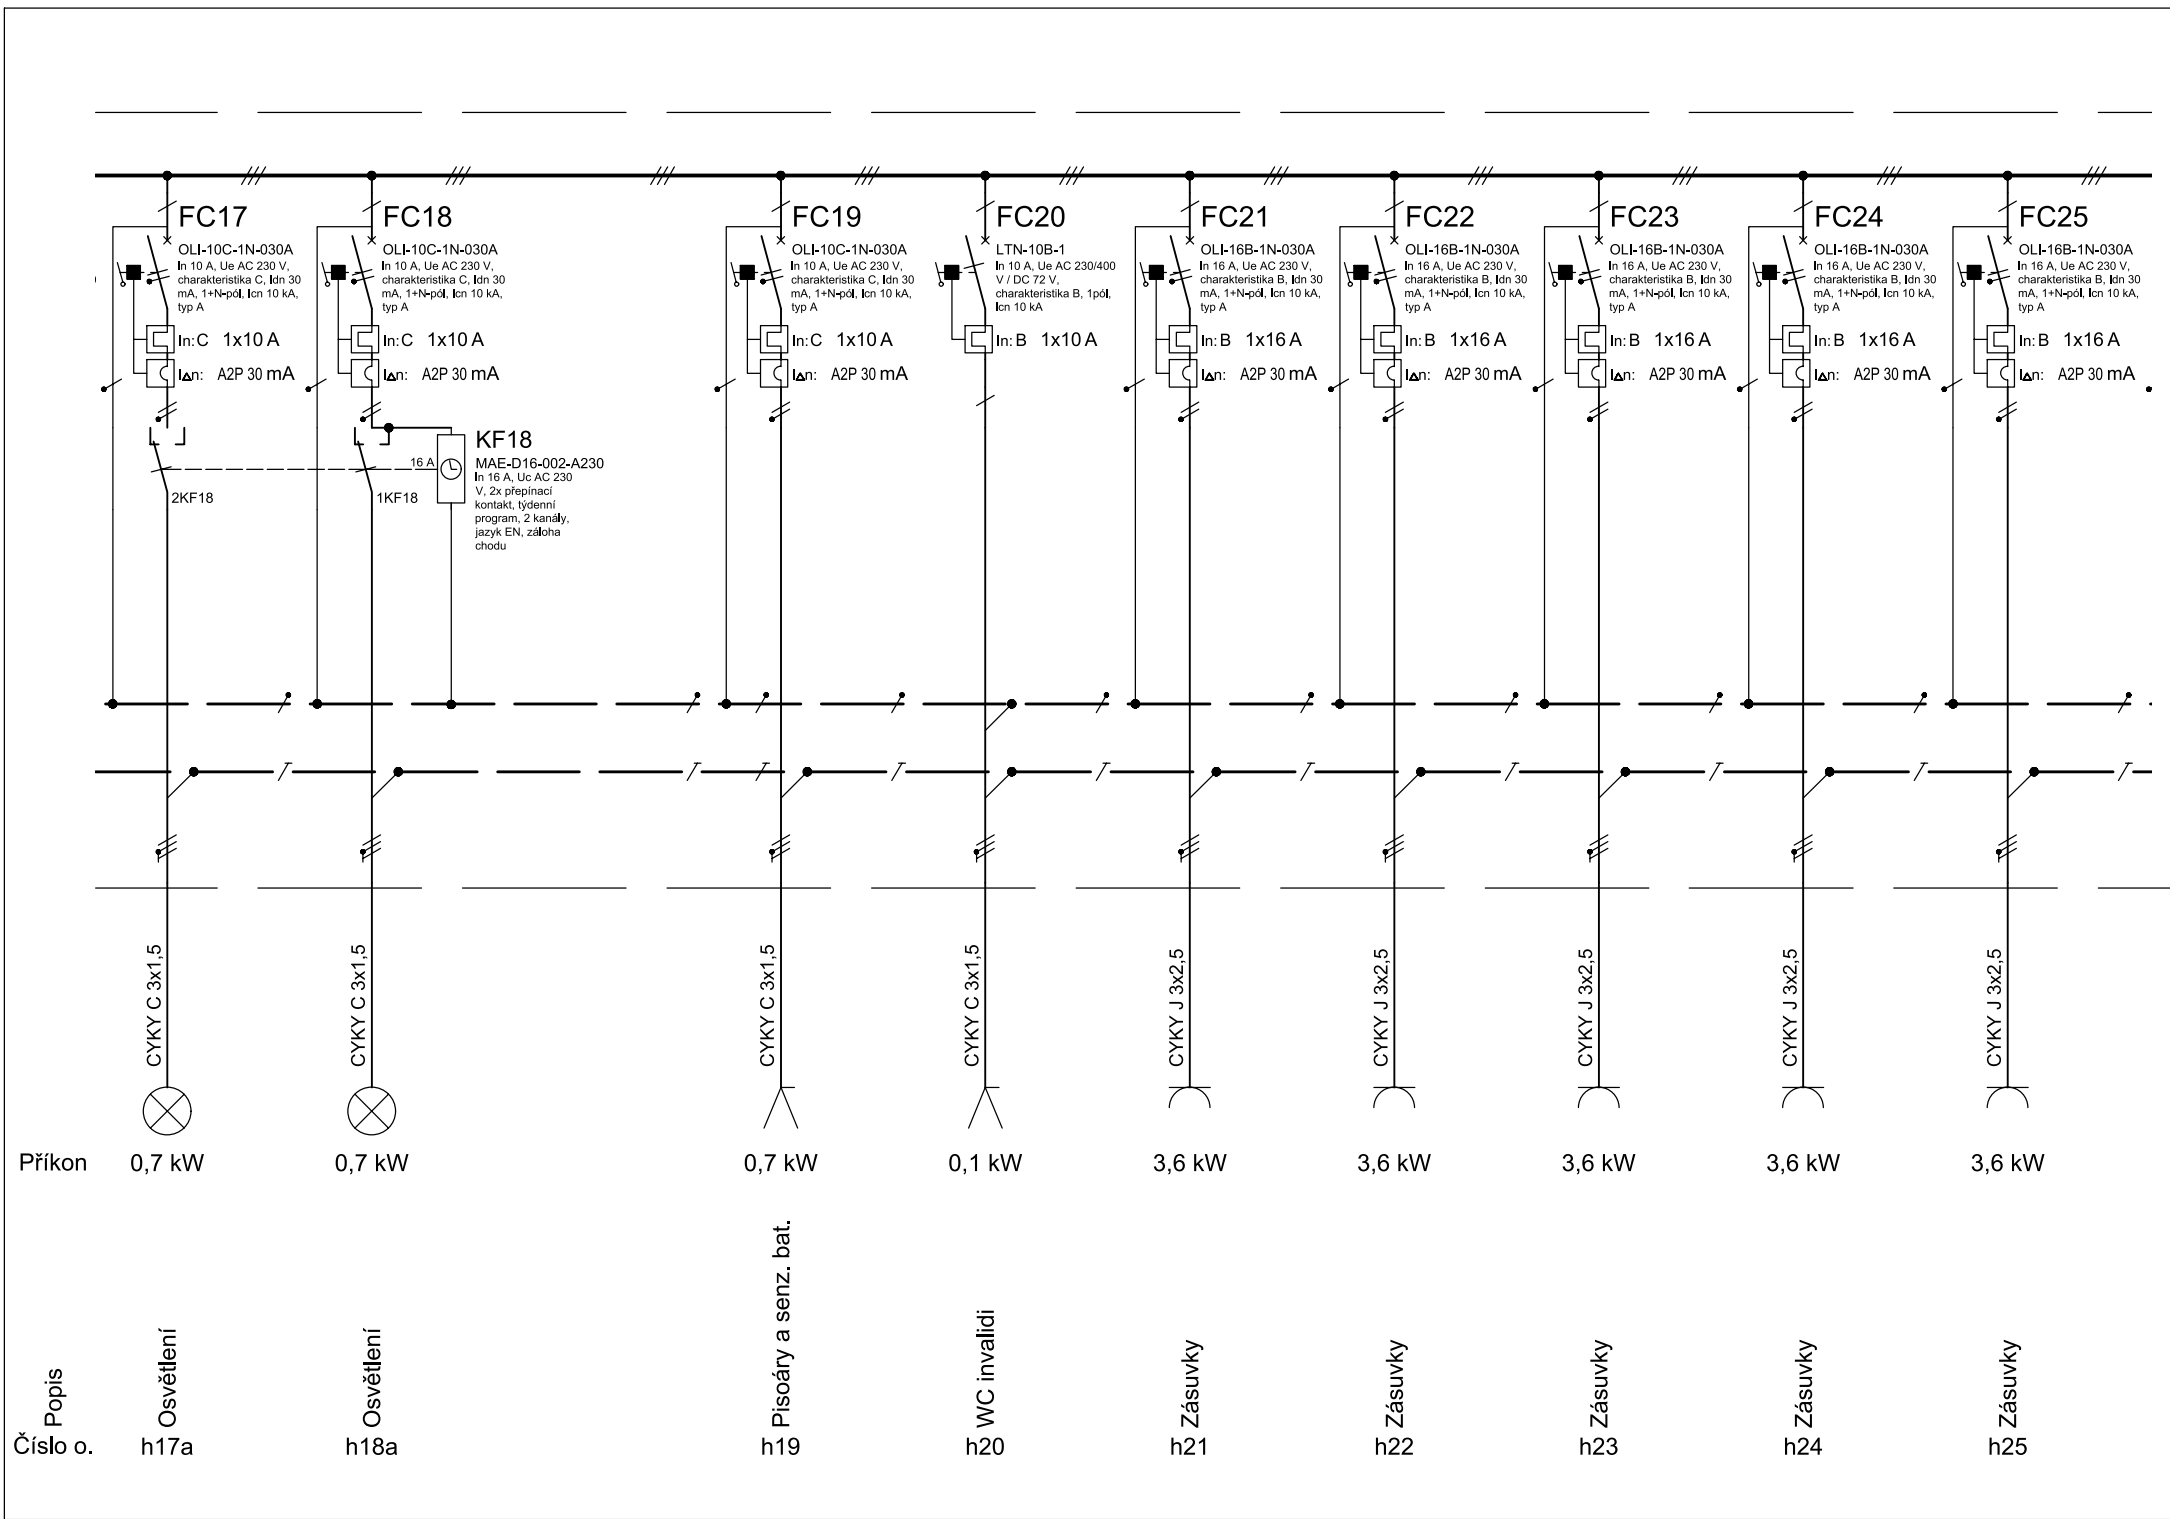 FC17
OLI-10C-1N-030A
In 10 A, Ue AC 230 V,
charakteristika C, Idn 30
mA, 1+N-pól, Icn 10 kA,
typ A
In: C 1x10 A
IΔn: A2P 30 mA
2KF18
FC18
OLI-10C-1N-030A
In 10 A, Ue AC 230 V,
charakteristika C, Idn 30
mA, 1+N-pól, Icn 10 kA,
typ A
In: C 1x10 A
IΔn: A2P 30 mA
16 A
1KF18
KF18
MAE-D16-002-A230
In 16 A, Uc AC 230
V, 2x přepínací
kontakt, týdenní
program, 2 kanály,
jazyk EN, záloha
chodu
FC19
OLI-10C-1N-030A
In 10 A, Ue AC 230 V,
charakteristika C, Idn 30
mA, 1+N-pól, Icn 10 kA,
typ A
In: C 1x10 A
IΔn: A2P 30 mA
FC20
LTN-10B-1
In 10 A, Ue AC 230/400
V / DC 72 V,
charakteristika B, 1pól,
Icn 10 kA
In: B 1x10 A
FC21
OLI-16B-1N-030A
In 16 A, Ue AC 230 V,
charakteristika B, Idn 30
mA, 1+N-pól, Icn 10 kA,
typ A
In: B 1x16 A
IΔn: A2P 30 mA
FC22
OLI-16B-1N-030A
In 16 A, Ue AC 230 V,
charakteristika B, Idn 30
mA, 1+N-pól, Icn 10 kA,
typ A
In: B 1x16 A
IΔn: A2P 30 mA
FC23
OLI-16B-1N-030A
In 16 A, Ue AC 230 V,
charakteristika B, Idn 30
mA, 1+N-pól, Icn 10 kA,
typ A
In: B 1x16 A
IΔn: A2P 30 mA
FC24
OLI-16B-1N-030A
In 16 A, Ue AC 230 V,
charakteristika B, Idn 30
mA, 1+N-pól, Icn 10 kA,
typ A
In: B 1x16 A
IΔn: A2P 30 mA
FC25
OLI-16B-1N-030A
In 16 A, Ue AC 230 V,
charakteristika B, Idn 30
mA, 1+N-pól, Icn 10 kA,
typ A
In: B 1x16 A
IΔn: A2P 30 mA
CYKY C 3x1,5
CYKY C 3x1,5
CYKY C 3x1,5
CYKY C 3x1,5
CYKY J 3x2,5
CYKY J 3x2,5
CYKY J 3x2,5
CYKY J 3x2,5
CYKY J 3x2,5
Příkon 0,7 kW 0,7 kW 0,7 kW 0,1 kW 3,6 kW 3,6 kW 3,6 kW 3,6 kW 3,6 kW
Popis
Osvětlení
Osvětlení
Pisoáry a senz. bat.
WC invalidi
Zásuvky
Zásuvky
Zásuvky
Zásuvky
Zásuvky
Číslo o. h17a h18a h19 h20 h21 h22 h23 h24 h25